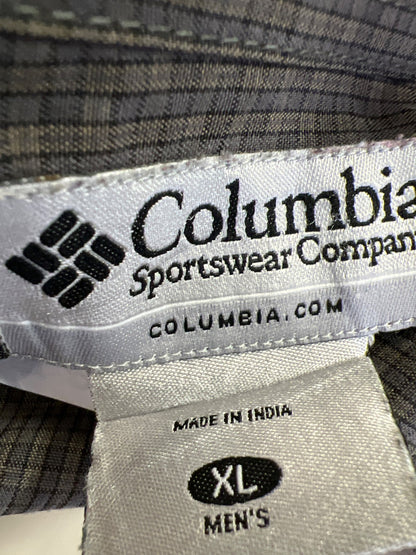 Columbia
Sportswear Company
COLUMBIA.COM
MADE IN INDIA
XL
MEN'S